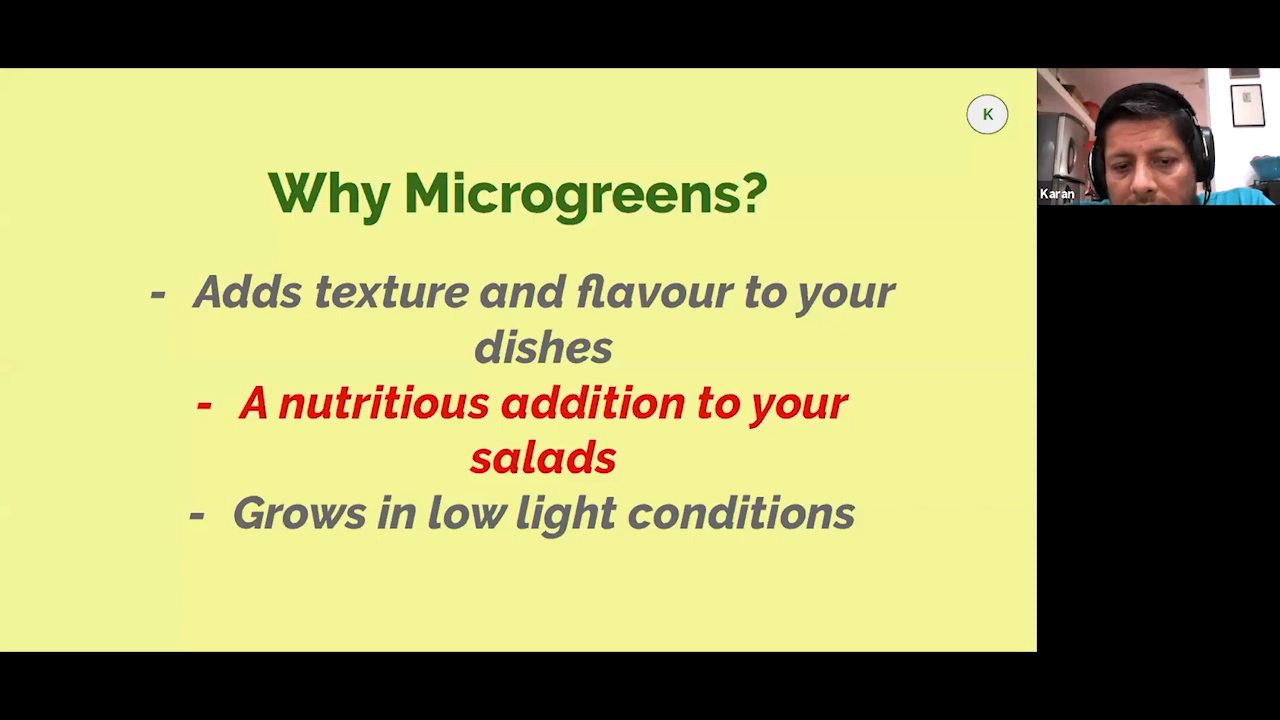 K
Why Microgreens?
- Adds texture and flavour to your
dishes
- A nutritious addition to your
salads
- Grows in low light conditions
Karan